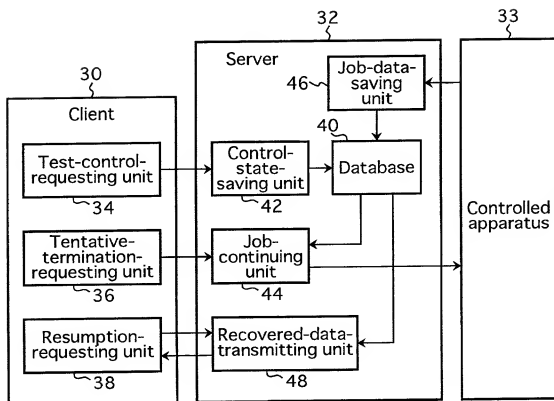 32
33
30
Server
46
Job-data-
saving
unit
Client
40
Test-control-
requesting unit
34
Control-
state-
saving unit
42
Database
Controlled
apparatus
Tentative-
termination-
requesting unit
36
Job-
continuing
unit
44
Resumption-
requesting unit
38
Recovered-data-
transmitting unit
48